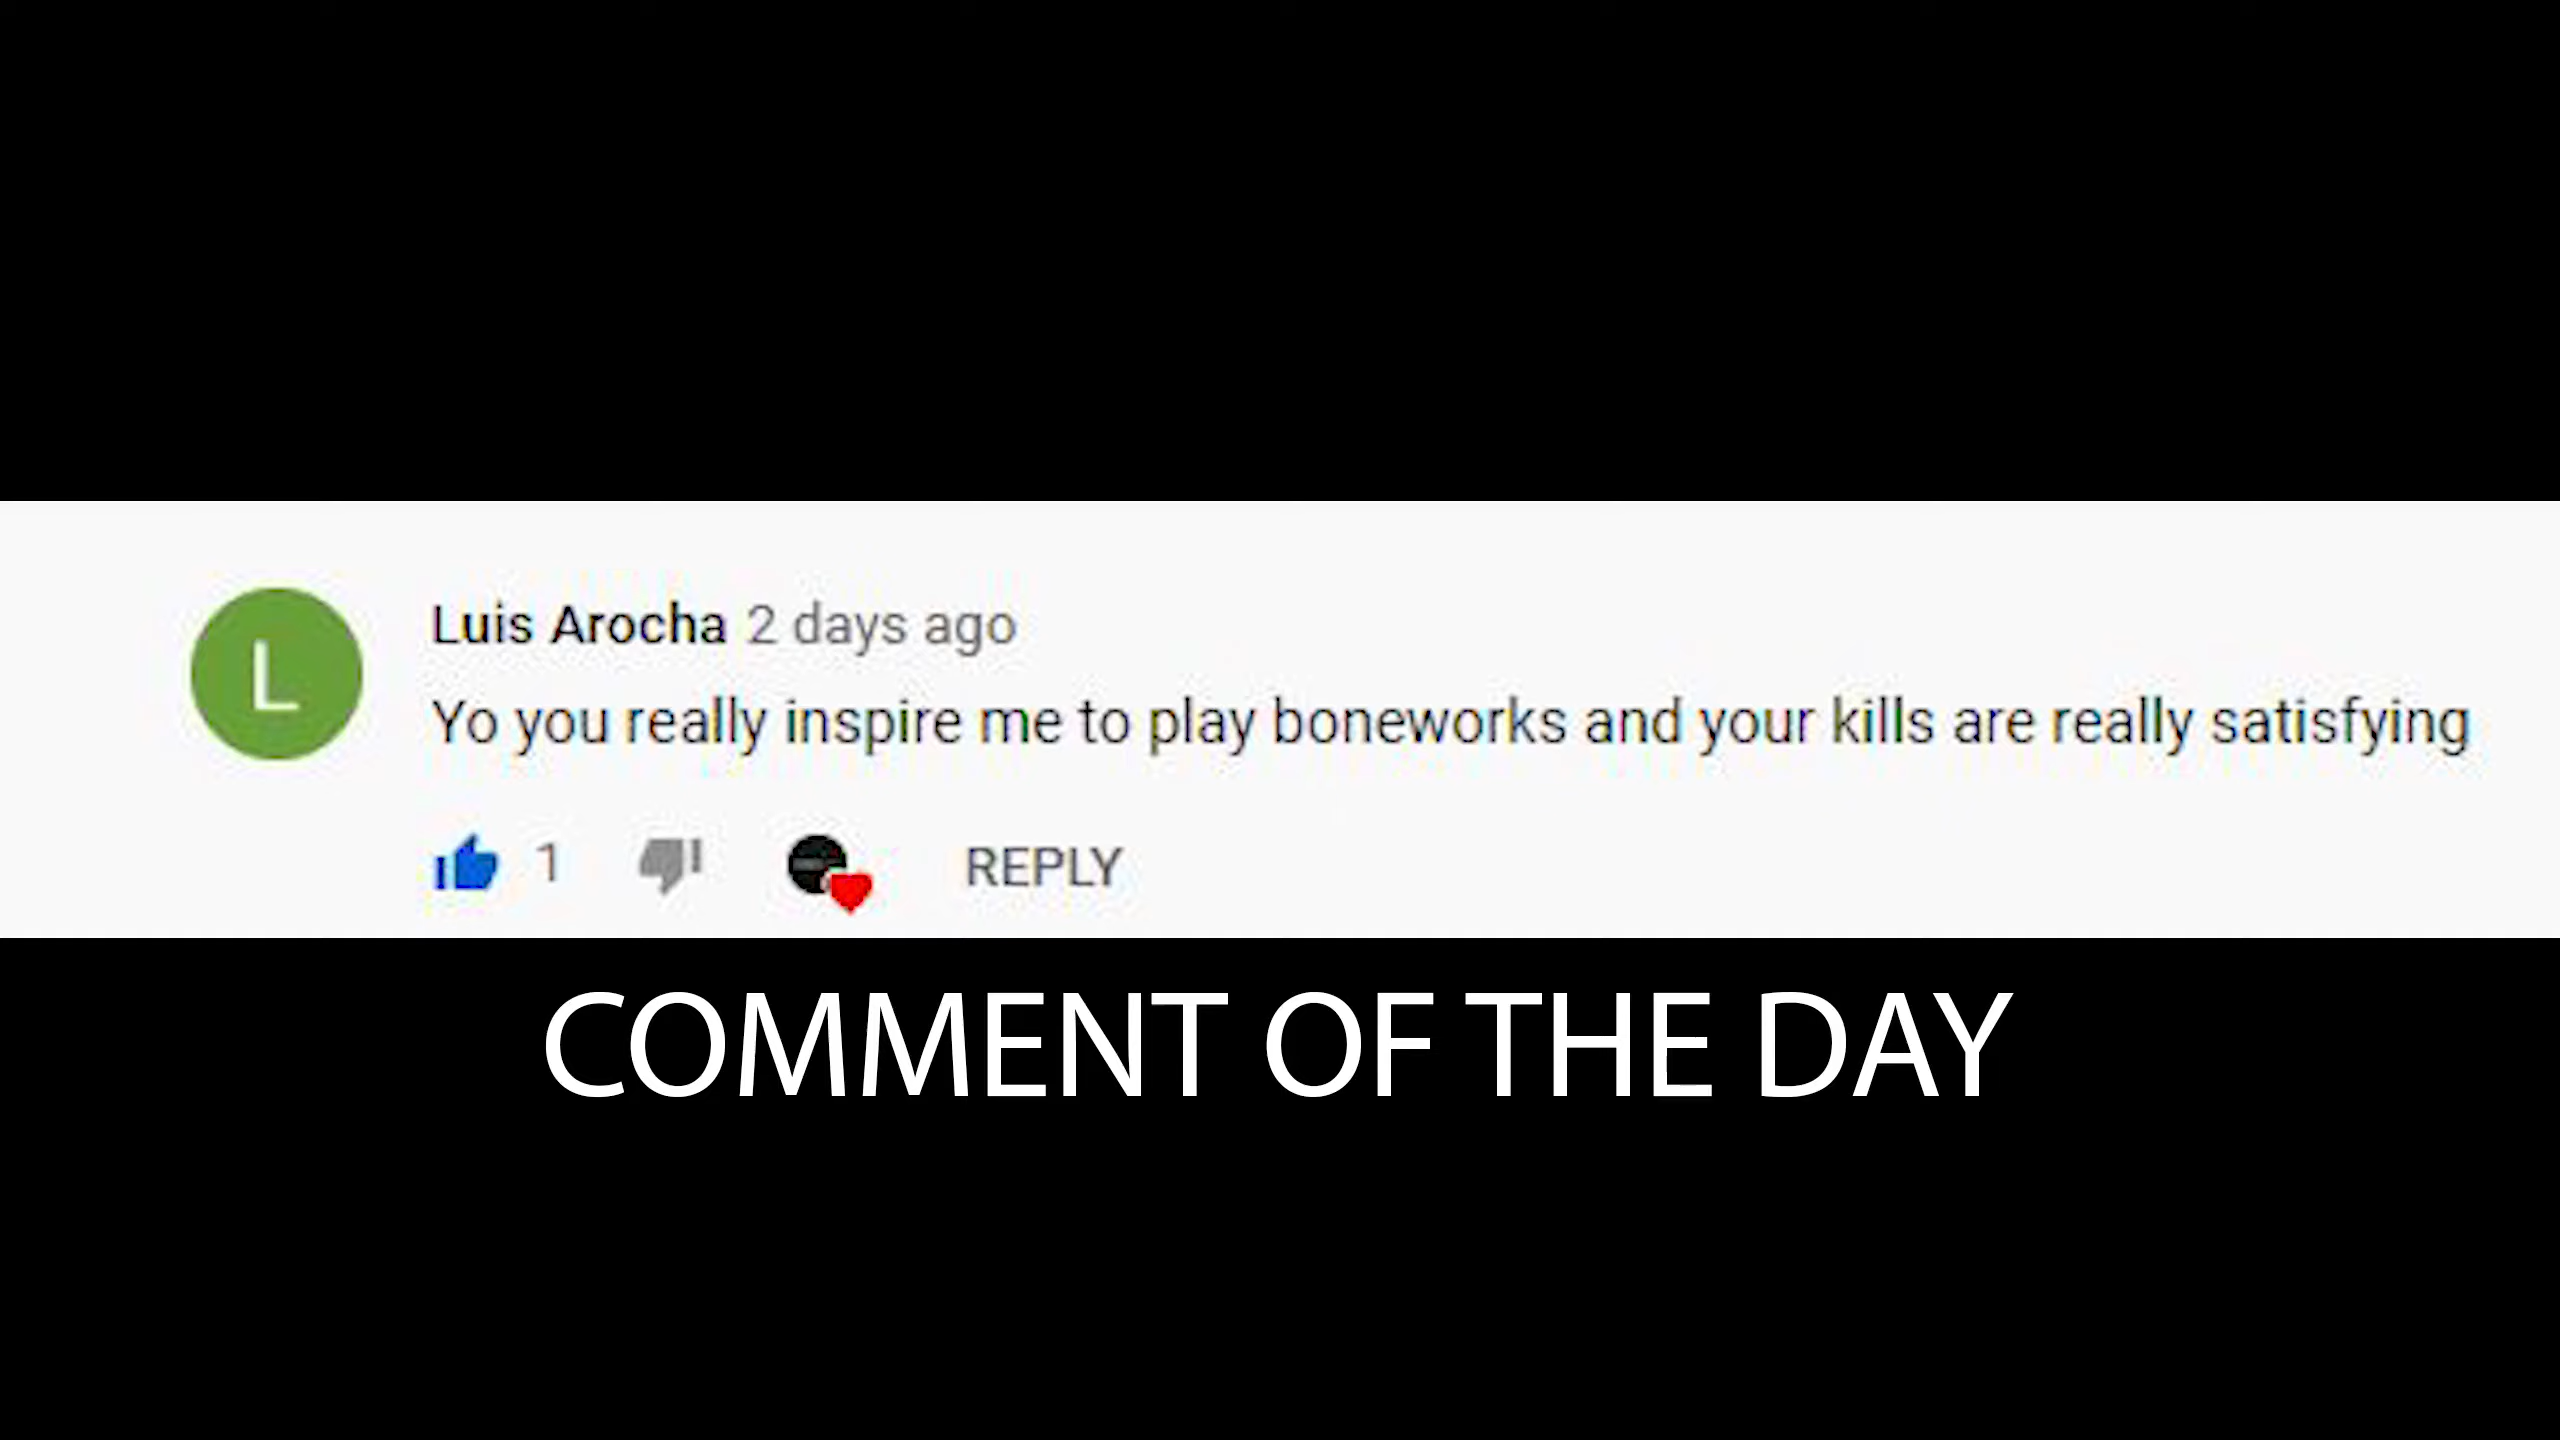 L
Luis Arocha 2 days ago
Yo you really inspire me to play boneworks and your kills are really satisfying
1 REPLY
COMMENT OF THE DAY